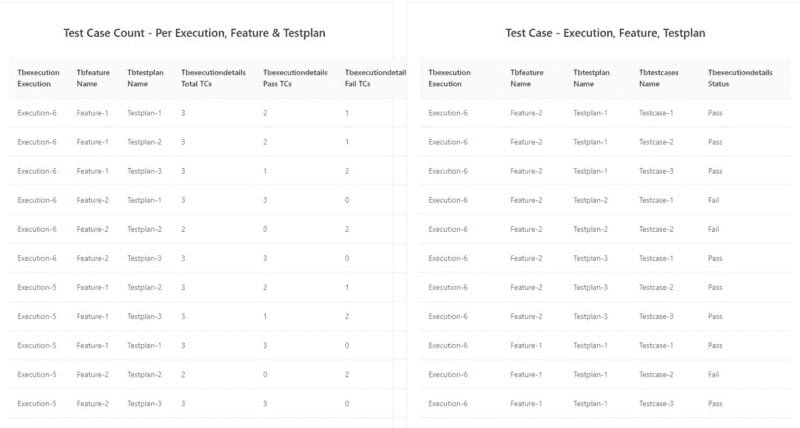 Test Case Count - Per Execution, Feature & Testplan
Tbexecution Execution Tbfeature Name Tbtestplan Name Tbexecutiondetails Total TCs Tbexecutiondetails Pass TCs Tbexecutiondetail Fail TCs
Execution-6 Feature-1 Testplan-1 3 2 1
Execution-6 Feature-1 Testplan-2 3 2 1
Execution-6 Feature-1 Testplan-3 3 1 2
Execution-6 Feature-2 Testplan-1 3 3 0
Execution-6 Feature-2 Testplan-2 2 0 2
Execution-6 Feature-2 Testplan-3 3 3 0
Execution-5 Feature-1 Testplan-2 3 2 1
Execution-5 Feature-1 Testplan-3 3 1 2
Execution-5 Feature-1 Testplan-1 3 3 0
Execution-5 Feature-2 Testplan-2 2 0 2
Execution-5 Feature-2 Testplan-3 3 3 0
Test Case - Execution, Feature, Testplan
Tbexecution Execution Tbfeature Name Tbtestplan Name Tbtestcases Name Tbexecutiondetails Status
Execution-6 Feature-2 Testplan-1 Testcase-1 Pass
Execution-6 Feature-2 Testplan-1 Testcase-2 Pass
Execution-6 Feature-2 Testplan-1 Testcase-3 Pass
Execution-6 Feature-2 Testplan-2 Testcase-1 Fail
Execution-6 Feature-2 Testplan-2 Testcase-2 Fail
Execution-6 Feature-2 Testplan-3 Testcase-1 Pass
Execution-6 Feature-2 Testplan-3 Testcase-2 Pass
Execution-6 Feature-2 Testplan-3 Testcase-3 Pass
Execution-6 Feature-1 Testplan-1 Testcase-1 Pass
Execution-6 Feature-1 Testplan-1 Testcase-2 Fail
Execution-6 Feature-1 Testplan-1 Testcase-3 Pass